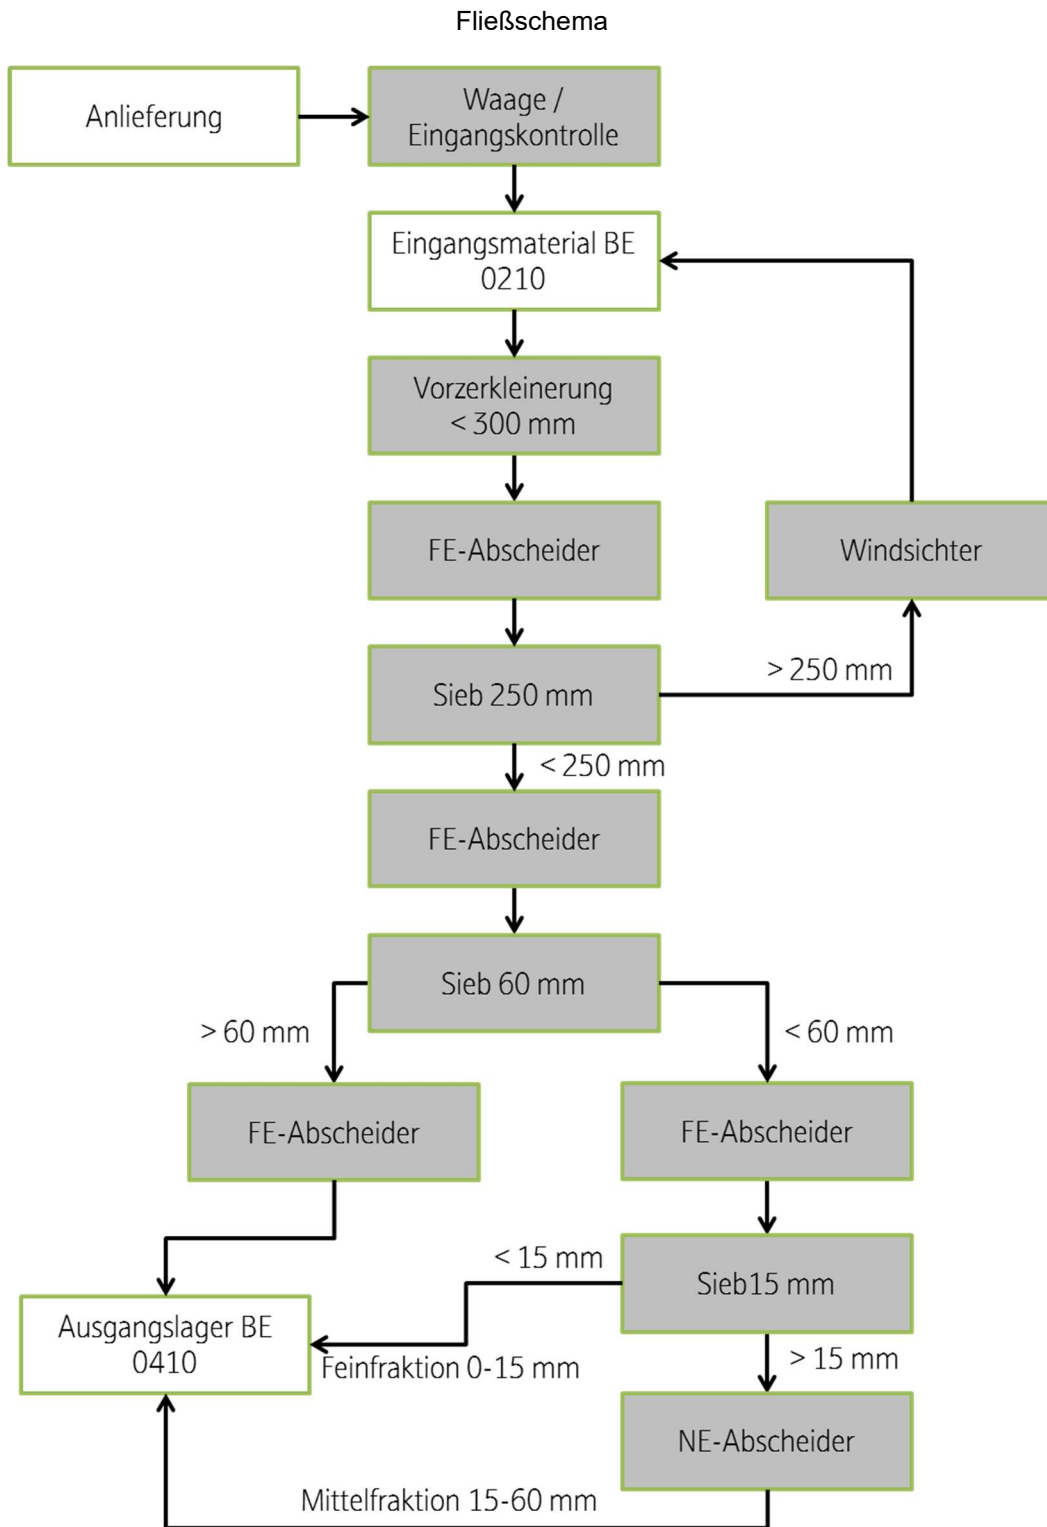 Fließschema
Anlieferung
Waage /
Eingangskontrolle
Eingangsmaterial BE
0210
Vorzerkleinerung
< 300 mm
FE-Abscheider
Windsichter
> 250 mm
Sieb 250 mm
< 250 mm
FE-Abscheider
Sieb 60 mm
> 60 mm
< 60 mm
FE-Abscheider
FE-Abscheider
< 15 mm
Sieb15 mm
Ausgangslager BE
0410
Feinfraktion 0-15 mm
> 15 mm
NE-Abscheider
Mittelfraktion 15-60 mm